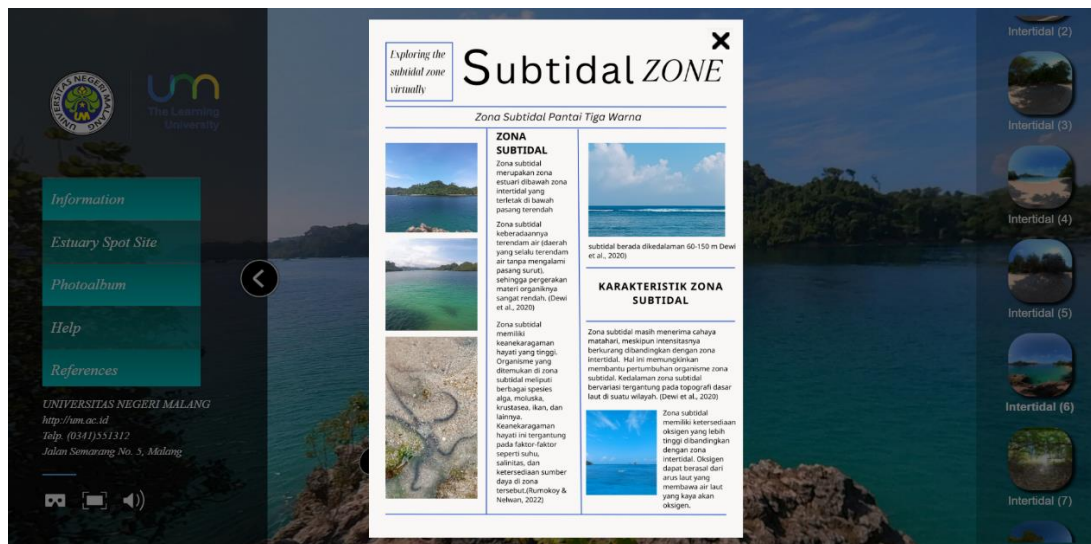 UNIVERSITAS NEGERI MALANG
UM
The Learning
University
Information
Estuary Spot Site
Photoalbum
Help
References
UNIVERSITAS NEGERI MALANG
http://um.ac.id
Telp. (0341)551312
Jalan Semarang No. 5, Malang
Exploring the
subtidal zone
virtually
Subtidal ZONE
Zona Subtidal Pantai Tiga Warna
ZONA
SUBTIDAL
Zona subtidal
merupakan zona
estuari dibawah zona
intertidal yang
terletak di bawah
pasang terendah
Zona subtidal
keberadaannya
terendam air (daerah
yang selalu terendam
air tanpa mengalami
pasang surut),
sehingga pergerakan
materi organiknya
sangat rendah. (Dewi
et al., 2020)
Zona subtidal
memiliki
keanekaragaman
hayati yang tinggi.
Organisme yang
ditemukan di zona
subtidal meliputi
berbagai spesies
alga, moluska,
krustasea, ikan, dan
lainnya.
Keanekaragaman
hayati ini tergantung
pada faktor-faktor
seperti suhu,
salinitas, dan
ketersediaan sumber
daya di zona
tersebut.(Rumokoy &
Nelwan, 2022)
subtidal berada dikedalaman 60-150 m Dewi
et al., 2020)
KARAKTERISTIK ZONA
SUBTIDAL
Zona subtidal masih menerima cahaya
matahari, meskipun intensitasnya
berkurang dibandingkan dengan zona
intertidal. Hal ini memungkinkan
membantu pertumbuhan organisme zona
subtidal. Kedalaman zona subtidal
bervariasi tergantung pada topografi dasar
laut di suatu wilayah. (Dewi et al., 2020)
Zona subtidal
memiliki ketersediaan
oksigen yang lebih
tinggi dibandingkan
dengan zona
intertidal. Oksigen
dapat berasal dari
arus laut yang
membawa air laut
yang kaya akan
oksigen.
Intertidal (2)
Intertidal (3)
Intertidal (4)
Intertidal (5)
Intertidal (6)
Intertidal (7)